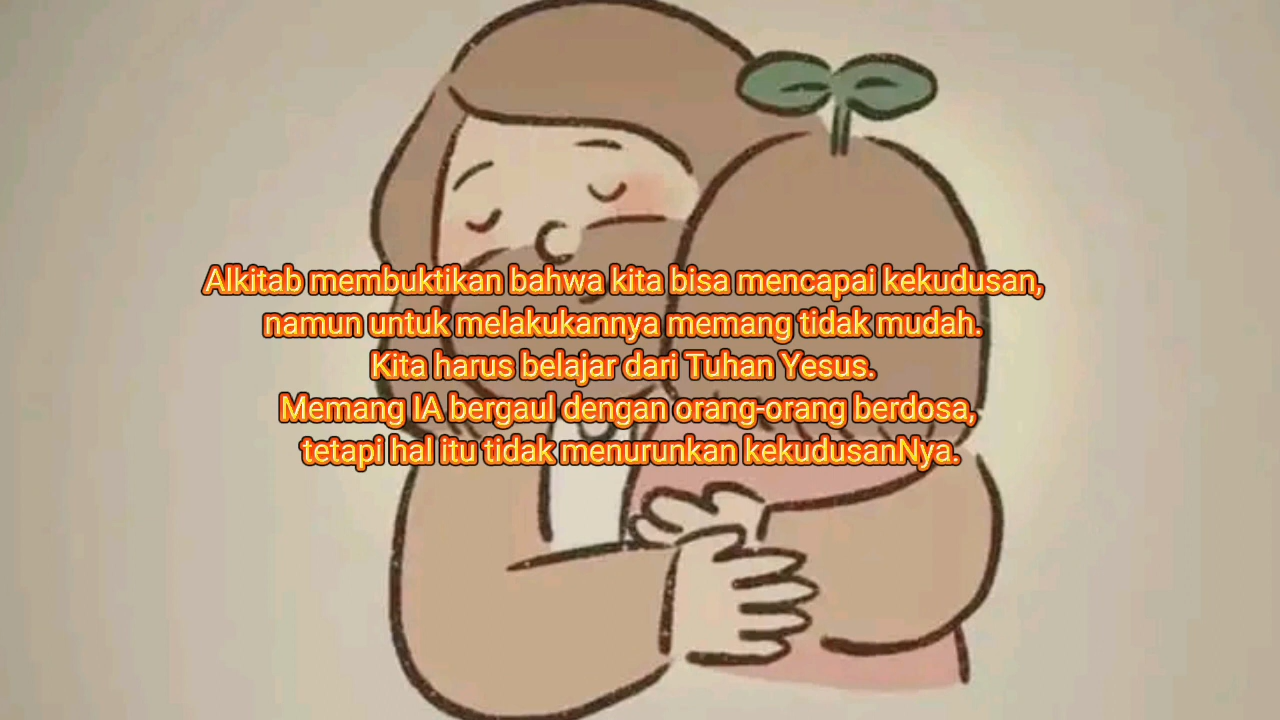 Alkitab membuktikan bahwa kita bisa mencapai kekudusan,
namun untuk melakukannya memang tidak mudah.
Kita harus belajar dari Tuhan Yesus.
Memang IA bergaul dengan orang-orang berdosa,
tetapi hal itu tidak menurunkan kekudusanNya.